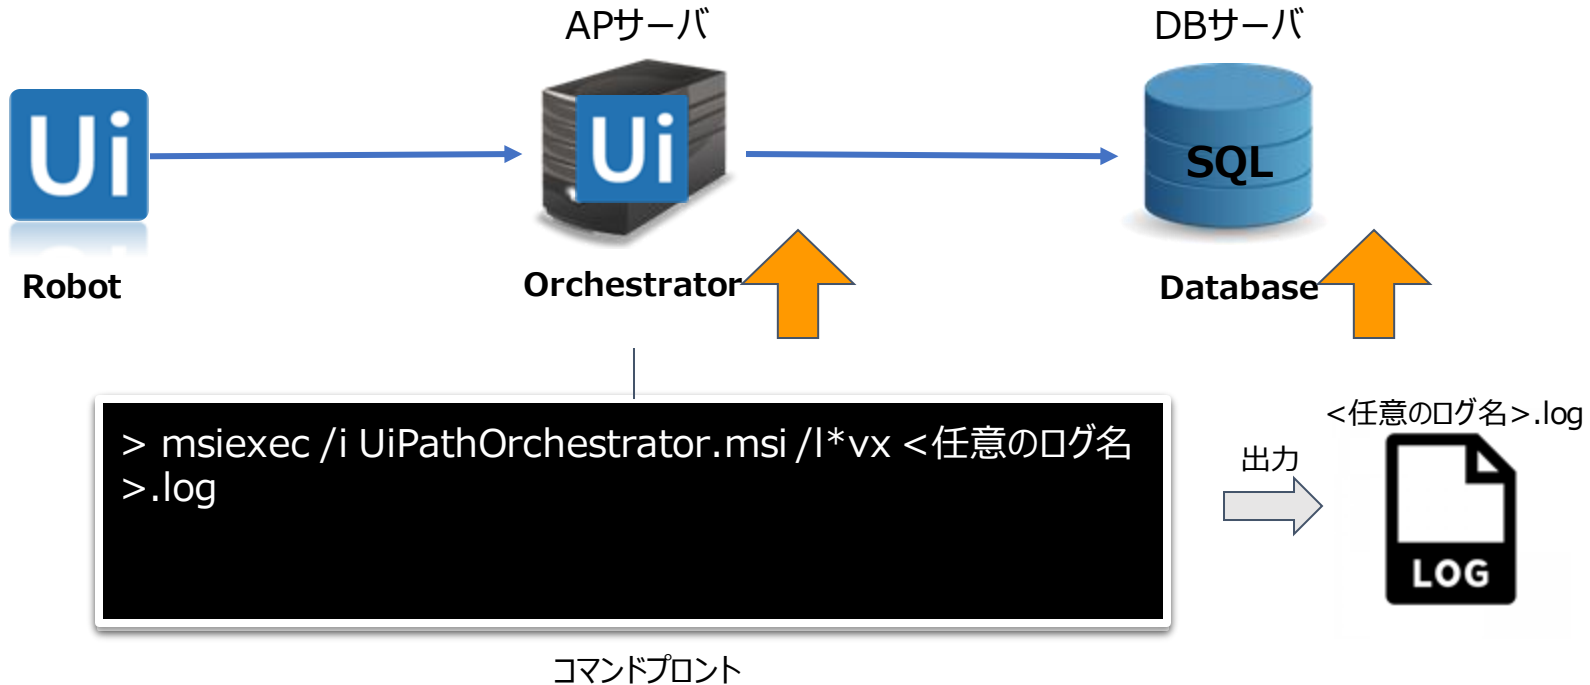 APサーバ
DBサーバ
Ui
Ui
SQL
Robot
Orchestrator
Database
> msiexec /i UiPathOrchestrator.msi /l*vx <任意のログ名
>.log
出力
<任意のログ名>.log
LOG
コマンドプロント